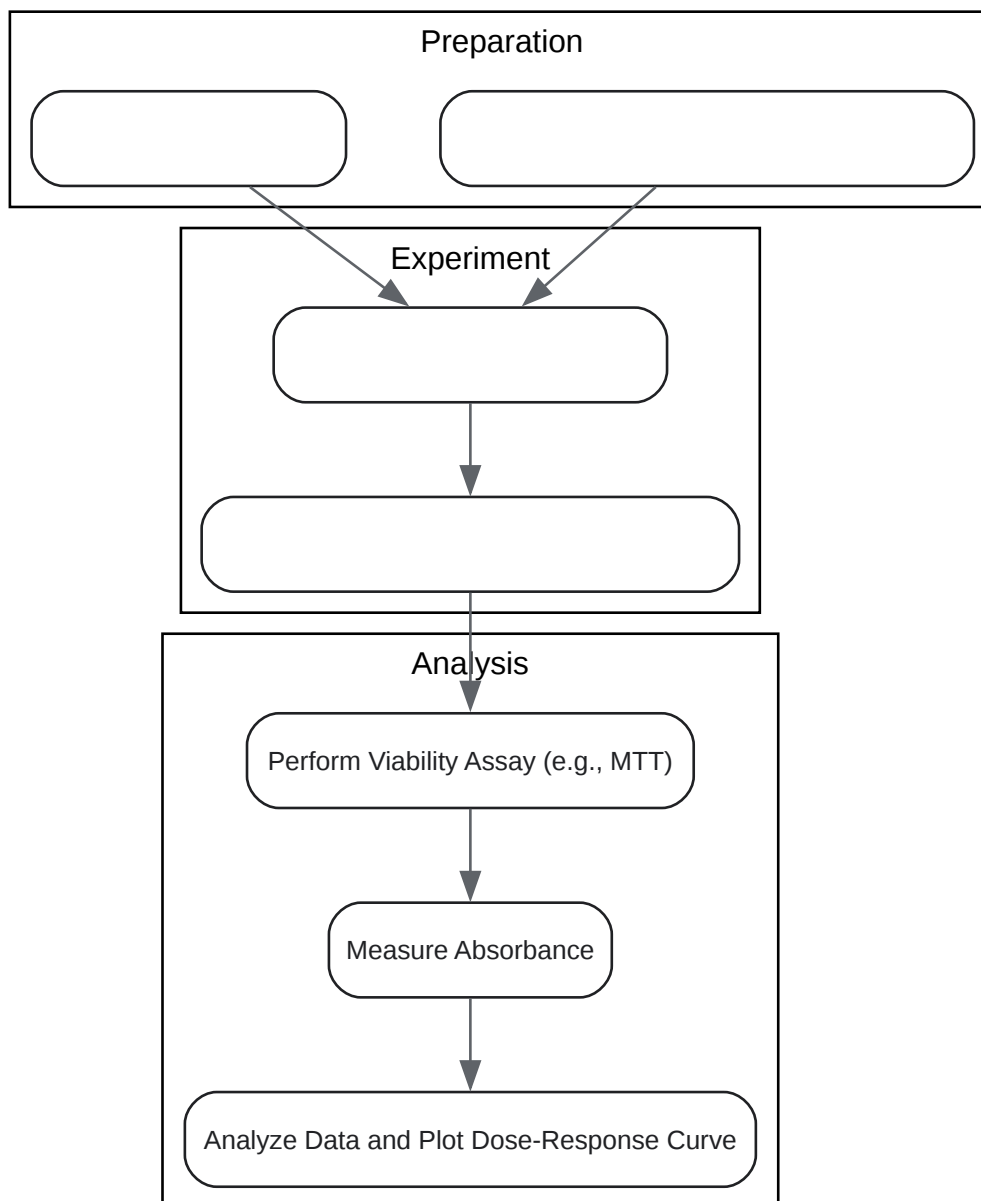 Preparation
Experiment
Analysis
Perform Viability Assay (e.g., MTT)
Measure Absorbance
Analyze Data and Plot Dose-Response Curve